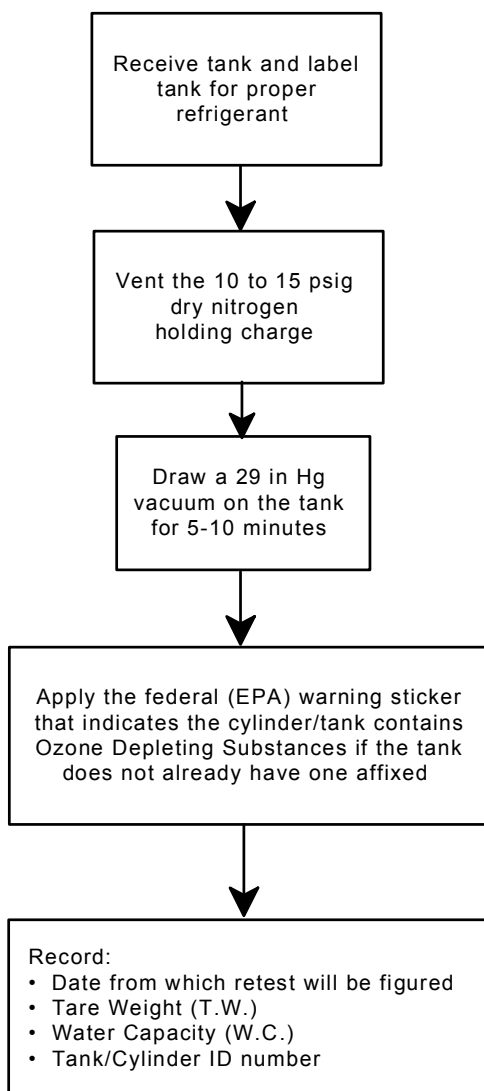 Receive tank and label
tank for proper
refrigerant
Vent the 10 to 15 psig
dry nitrogen
holding charge
Draw a 29 in Hg
vacuum on the tank
for 5-10 minutes
Apply the federal (EPA) warning sticker
that indicates the cylinder/tank contains
Ozone Depleting Substances if the tank
does not already have one affixed
Record:
• Date from which retest will be figured
• Tare Weight (T.W.)
• Water Capacity (W.C.)
• Tank/Cylinder ID number